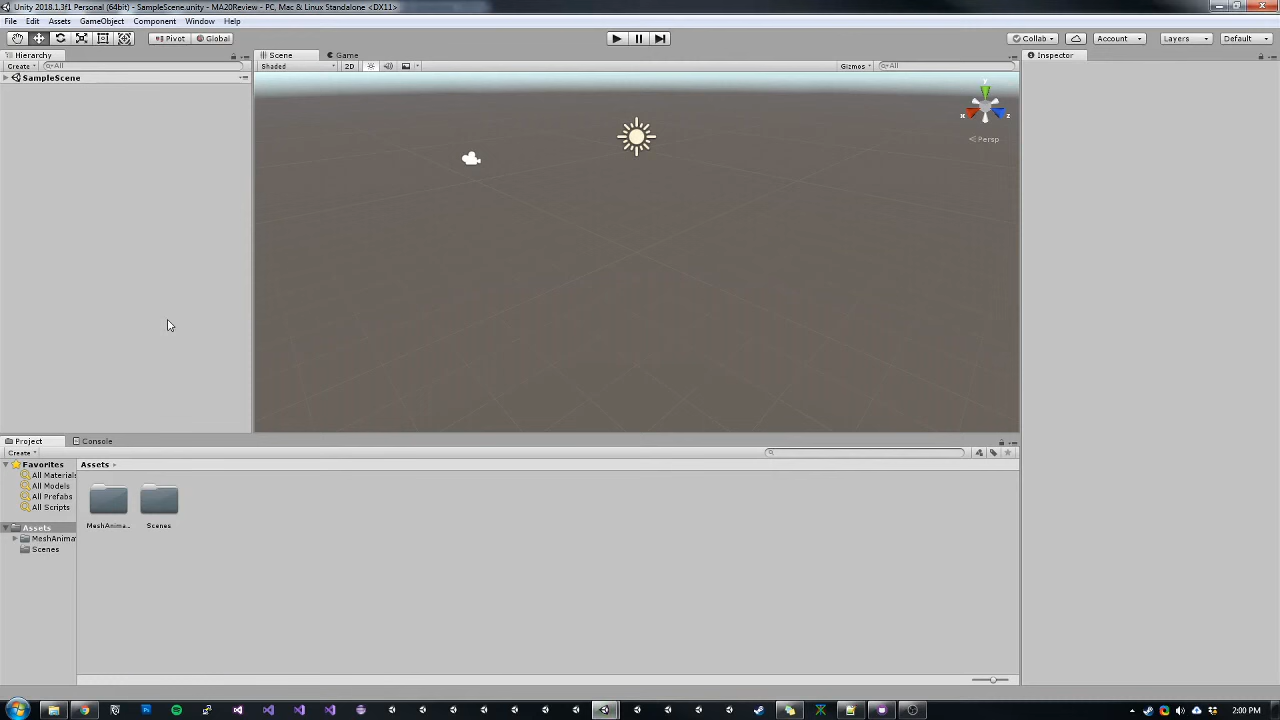 Unity 2018.1.3f1 Personal (64bit) - SampleScene.unity - MA20Review - PC, Mac & Linux Standalone <DX11>
File Edit Assets GameObject Component Window Help
Pivot Global Collab Account Layers Default
Hierarchy Scene Game Inspector
Create All Shaded 2D Gizmos All
SampleScene
Y
X Z
Persp
Project Console
Create
Favorites Assets
All Materials
All Models
All Prefabs
All Scripts
MeshAnima... Scenes
Assets
MeshAnimat
Scenes
2:00 PM